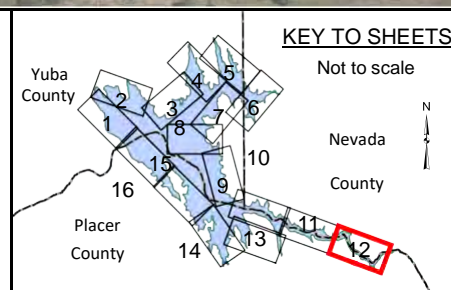 KEY TO SHEETS
Not to scale
Yuba
County
N
Nevada
County
Placer
County
1
2
3
4
5
6
7
8
9
10
11
12
13
14
15
16